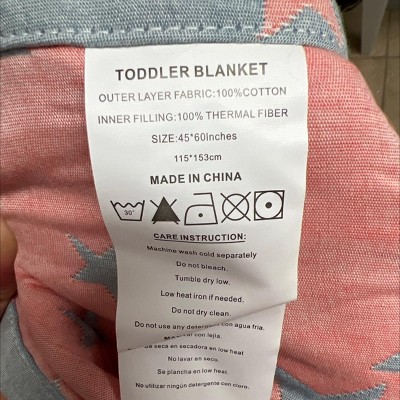 TODDLER BLANKET
OUTER LAYER FABRIC:100%COTTON
INNER FILLING:100% THERMAL FIBER
SIZE:45*60Inches
115*153cm
MADE IN CHINA
30°
CARE INSTRUCTION:
Machine wash cold separately
Do not bleach.
Tumble dry low.
Low heat iron if needed.
Do not dry clean.
Do not use any con agua fria.
con lejía.
se seca en secadora en low heat
No lavar en seco.
Se plancha en low heat.
No utilizar ningún detergente con cloro.